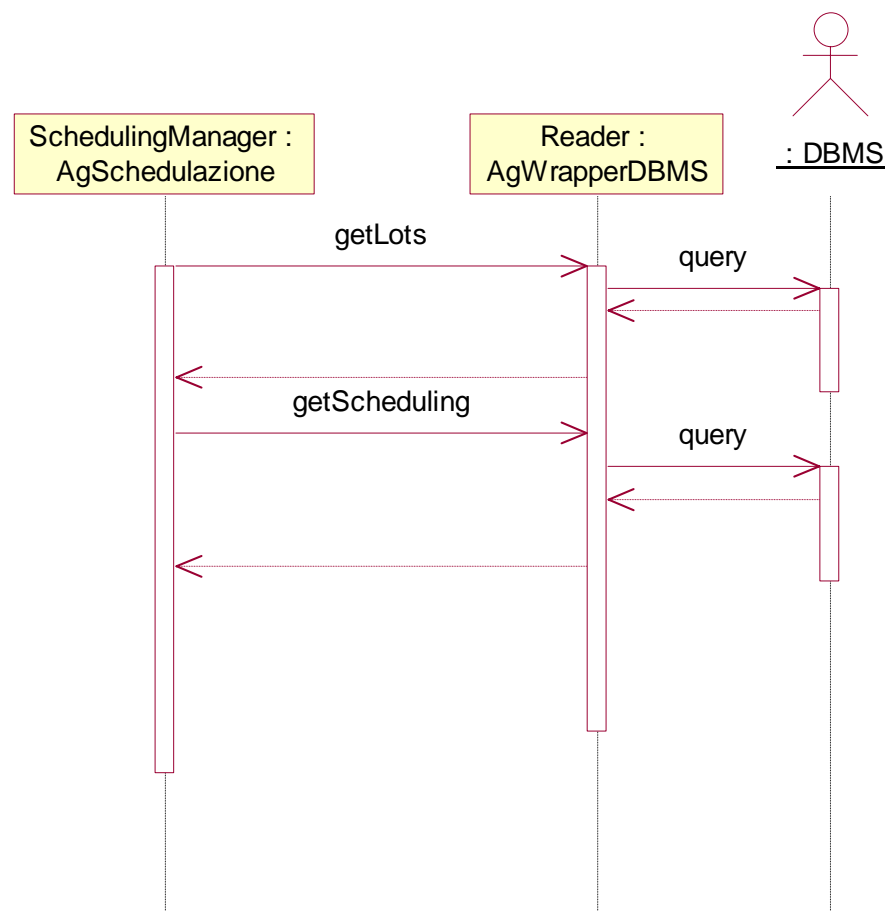 SchedulingManager :
AgSchedulazione
Reader :
AgWrapperDBMS
: DBMS
getLots
query
getScheduling
query